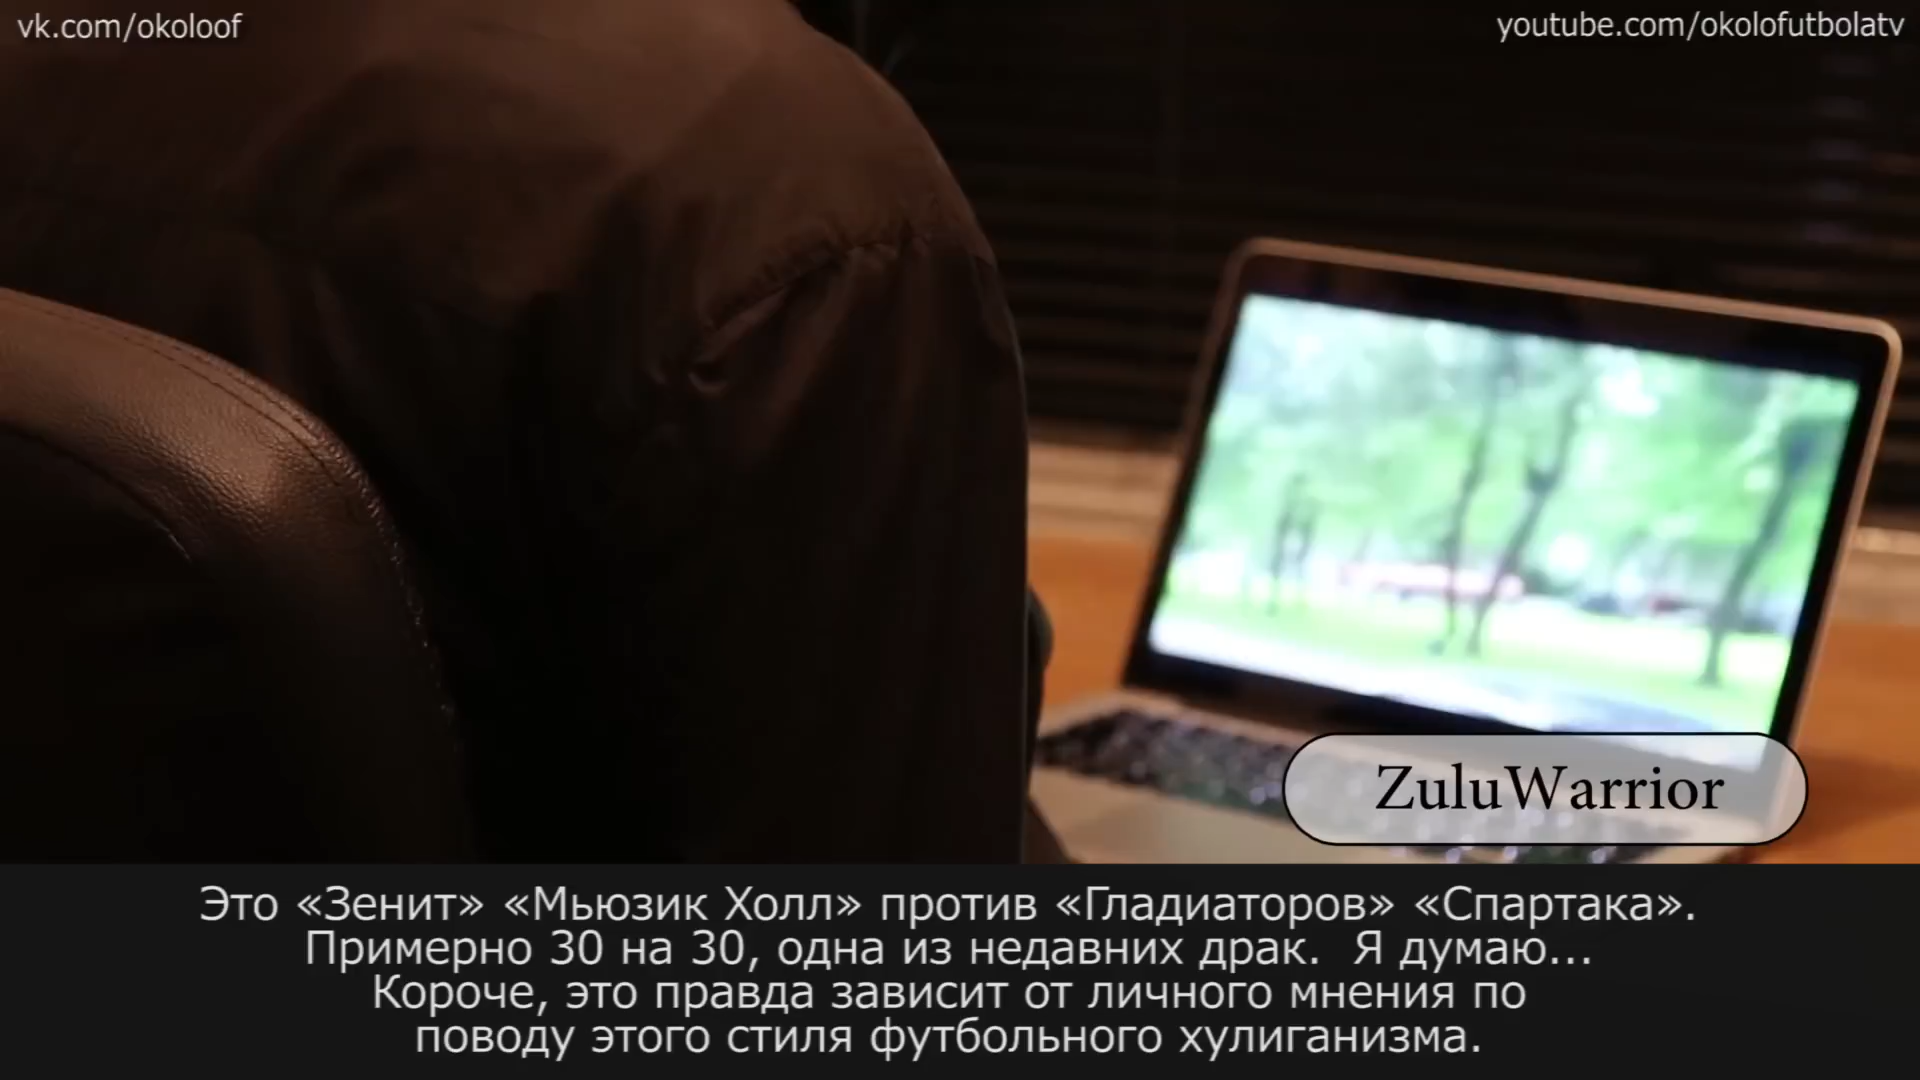 vk.com/okoloof
youtube.com/okolofutbolatv
ZuluWarrior
Это «Зенит» «Мьюзик Холл» против «Гладиаторов» «Спартака».
Примерно 30 на 30, одна из недавних драк.  Я думаю...
Короче, это правда зависит от личного мнения по
поводу этого стиля футбольного хулиганизма.